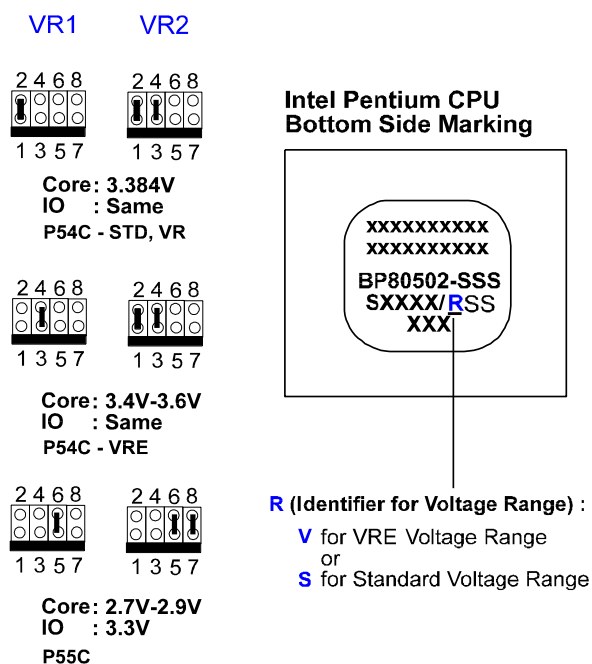 VR1 VR2
2 4 6 8 2 4 6 8
1 3 5 7 1 3 5 7
Core: 3.384V
IO : Same
P54C - STD, VR
2 4 6 8 2 4 6 8
1 3 5 7 1 3 5 7
Core: 3.4V-3.6V
IO : Same
P54C - VRE
2 4 6 8 2 4 6 8
1 3 5 7 1 3 5 7
Core: 2.7V-2.9V
IO : 3.3V
P55C
Intel Pentium CPU
Bottom Side Marking
xxxxxxxxxx
xxxxxxxxxx
BP80502-SSS
SXXXX/RSS
XXX
R (Identifier for Voltage Range) :
V for VRE Voltage Range
or
S for Standard Voltage Range